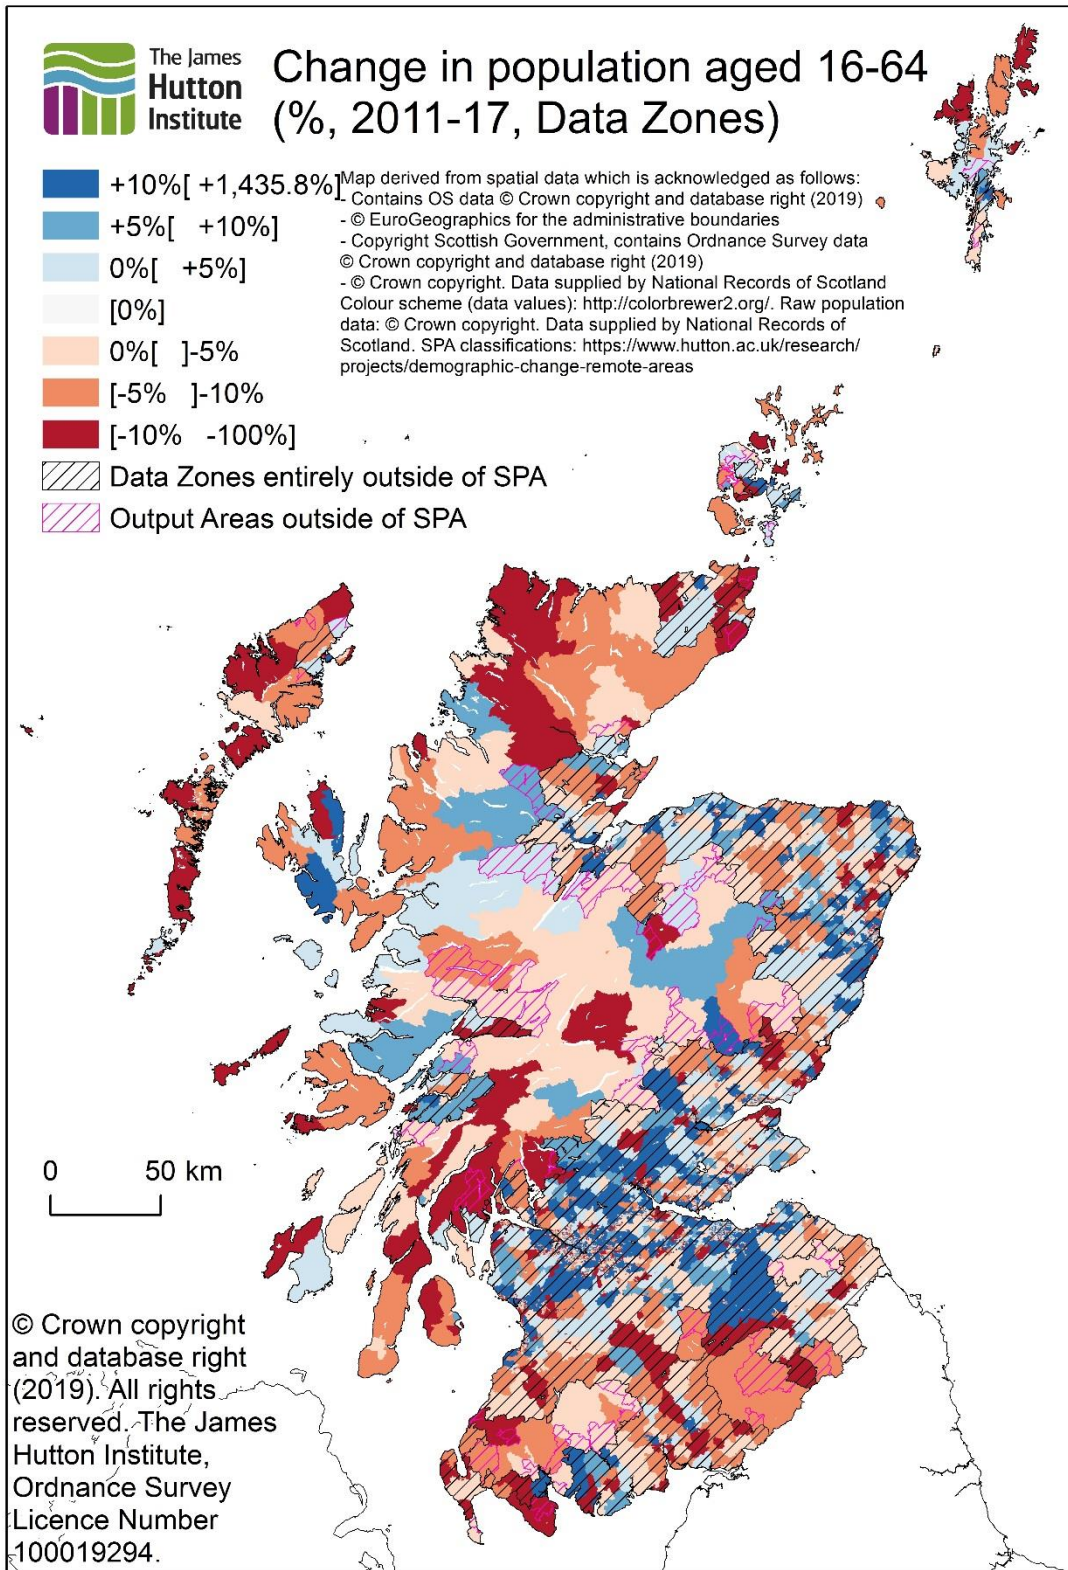 The James
Hutton
Institute
Change in population aged 16-64
(%, 2011-17, Data Zones)
+10%[ +1,435.8%]
+5%[ +10%]
0%[ +5%]
[0%]
0%[ ]-5%
[-5% ]-10%
[-10% -100%]
Data Zones entirely outside of SPA
Output Areas outside of SPA
Map derived from spatial data which is acknowledged as follows:
- Contains OS data © Crown copyright and database right (2019)
- © EuroGeographics for the administrative boundaries
- Copyright Scottish Government, contains Ordnance Survey data
© Crown copyright and database right (2019)
- © Crown copyright. Data supplied by National Records of Scotland
Colour scheme (data values): http://colorbrewer2.org/. Raw population
data: © Crown copyright. Data supplied by National Records of
Scotland. SPA classifications: https://www.hutton.ac.uk/research/
projects/demographic-change-remote-areas
0 50 km
© Crown copyright
and database right
(2019). All rights
reserved. The James
Hutton Institute,
Ordnance Survey
Licence Number
100019294.